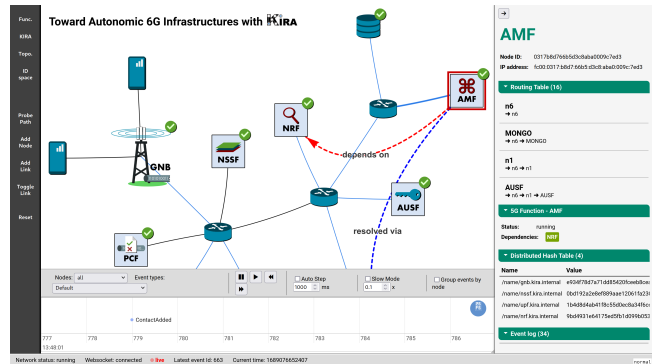 Func.
KIRA
Topo.
ID
space
Probe
Path
Add
Node
Add
Link
Toggle
Link
Reset
Toward Autonomic 6G Infrastructures with KIRA
GNB
NSSF
PCF
NRF
AUSF
AMF
depends on
resolved via
Nodes: all
Event types:
Default
Auto Step
1000 ms
Slow Mode
0.1 x
Group events by
node
ContactAdded
777 778 779 780 781 782 783 784 785 786
13:48:01
AMF
Node ID: 0317b8d766b5d3c8aba0009c7ed3
IP address: fc00:0317:b8d7:66b5:d3c8:aba0:009c:7ed3
Routing Table (16)
n6
➔ n6
MONGO
➔ n6 ➔ MONGO
n1
➔ n6 ➔ n1
AUSF
➔ n6 ➔ n1 ➔ AUSF
5G Function - AMF
Status: running
Dependencies: NRF
Distributed Hash Table (4)
Name Value
/name/gnb.kira.internal
/name/nssf.kira.internal
/name/upf.kira.internal
/name/nrf.kira.internal
Event log (34)
Network status: running Websocket: connected live Latest event id: 663 Current time: 1689076652407
normal